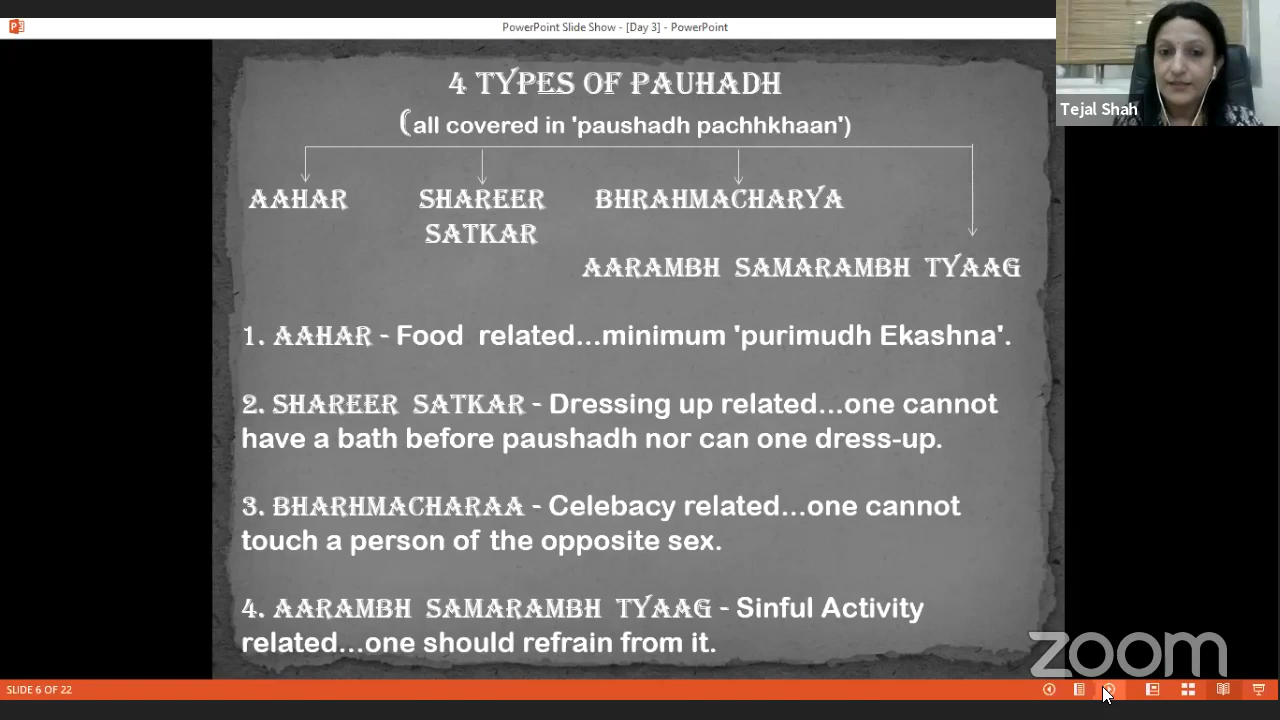 PowerPoint Slide Show - [Day 3] - PowerPoint
Tejal Shah
4 TYPES OF PAUHADH
(all covered in 'paushadh pachhkhaan')
AAHAR SHAREER BHRAHMACHARYA
SATKAR
AARAMBH SAMARAMBH TYAAG
1. AAHAR - Food related...minimum 'purimudh Ekashna'.
2. SHAREER SATKAR - Dressing up related...one cannot
have a bath before paushadh nor can one dress-up.
3. BHARHMACHARAA - Celebacy related...one cannot
touch a person of the opposite sex.
4. AARAMBH SAMARAMBH TYAAG - Sinful Activity
related...one should refrain from it.
zoom
SLIDE 6 OF 22